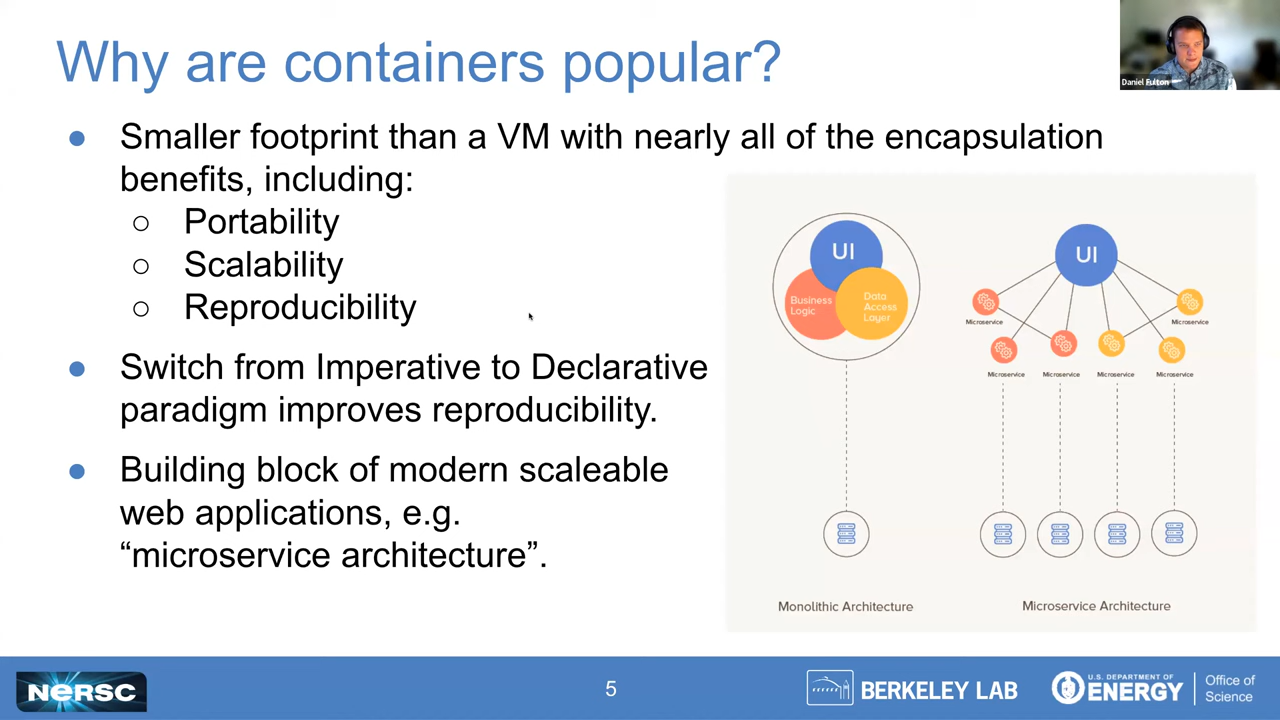 Why are containers popular?
Daniel Fulton
● Smaller footprint than a VM with nearly all of the encapsulation
benefits, including:
○ Portability
○ Scalability
○ Reproducibility
● Switch from Imperative to Declarative
paradigm improves reproducibility.
● Building block of modern scaleable
web applications, e.g.
“microservice architecture”.
UI
Business
Logic
Data
Access
Layer
Monolithic Architecture
UI
Microservice
Microservice
Microservice
Microservice
Microservice
Microservice
Microservice Architecture
NERSC
5
BERKELEY LAB
U.S. DEPARTMENT OF
ENERGY
Office of
Science